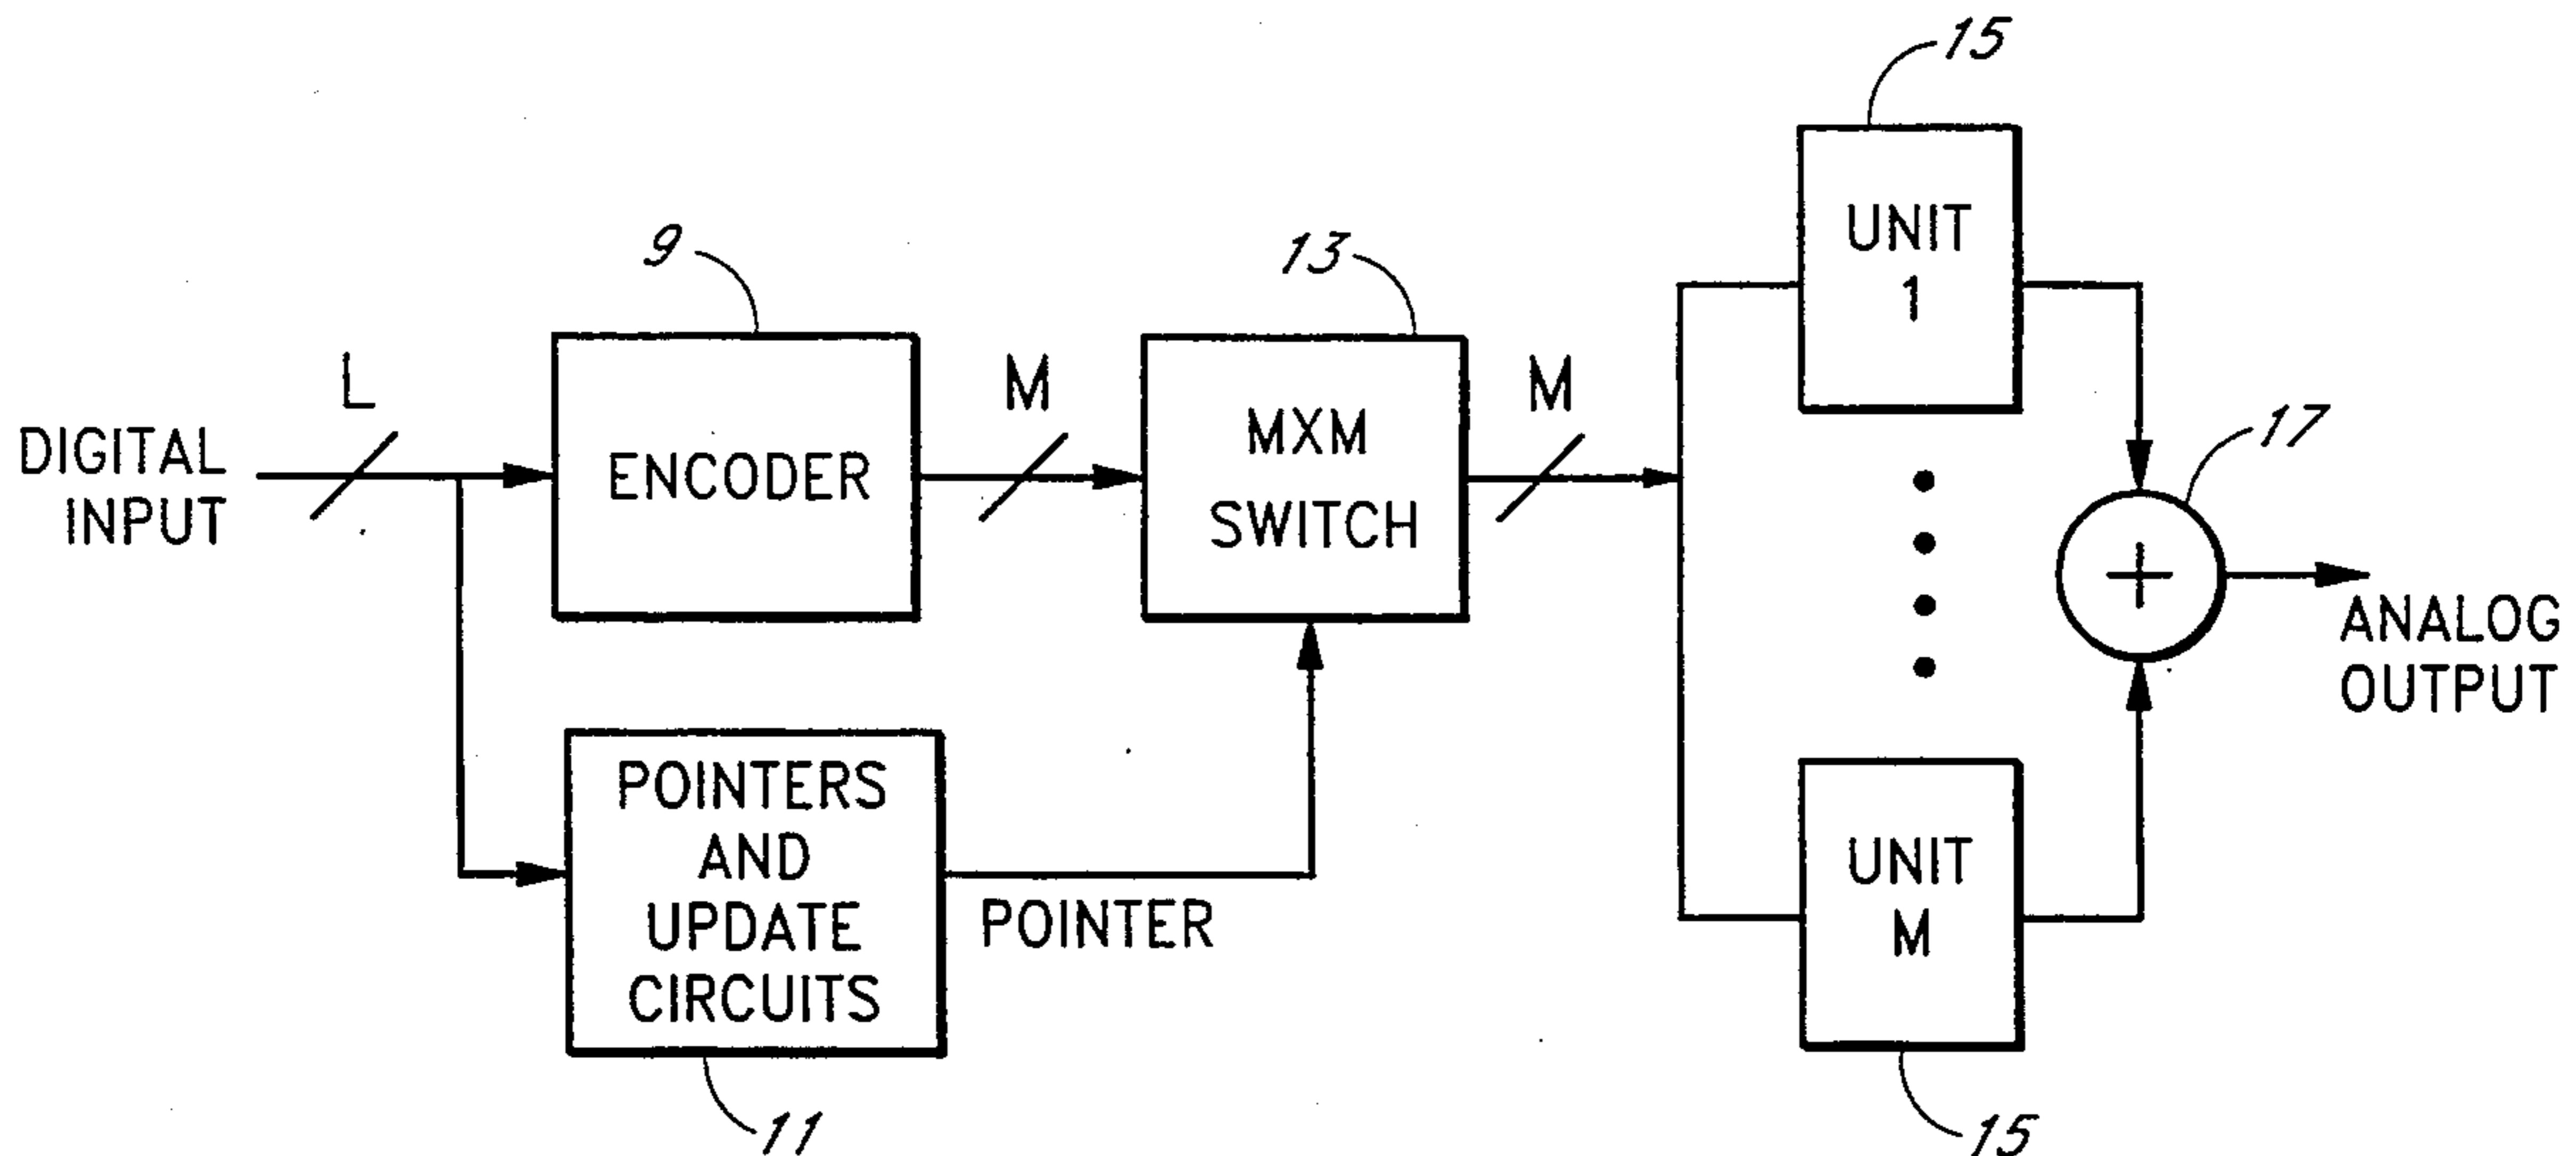 15
9
13
UNIT
1
L
M
M
17
DIGITAL
INPUT
ENCODER
MXM
SWITCH
+
ANALOG
OUTPUT
POINTERS
AND
UPDATE
CIRCUITS
POINTER
UNIT
M
11
15